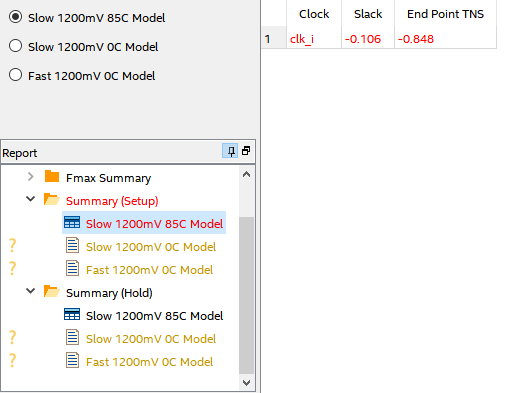 Slow 1200mV 85C Model
Slow 1200mV 0C Model
Fast 1200mV 0C Model
Clock Slack End Point TNS
1 clk_i -0.106 -0.848
Report
Fmax Summary
Summary (Setup)
Slow 1200mV 85C Model
? Slow 1200mV 0C Model
? Fast 1200mV 0C Model
Summary (Hold)
Slow 1200mV 85C Model
? Slow 1200mV 0C Model
? Fast 1200mV 0C Model